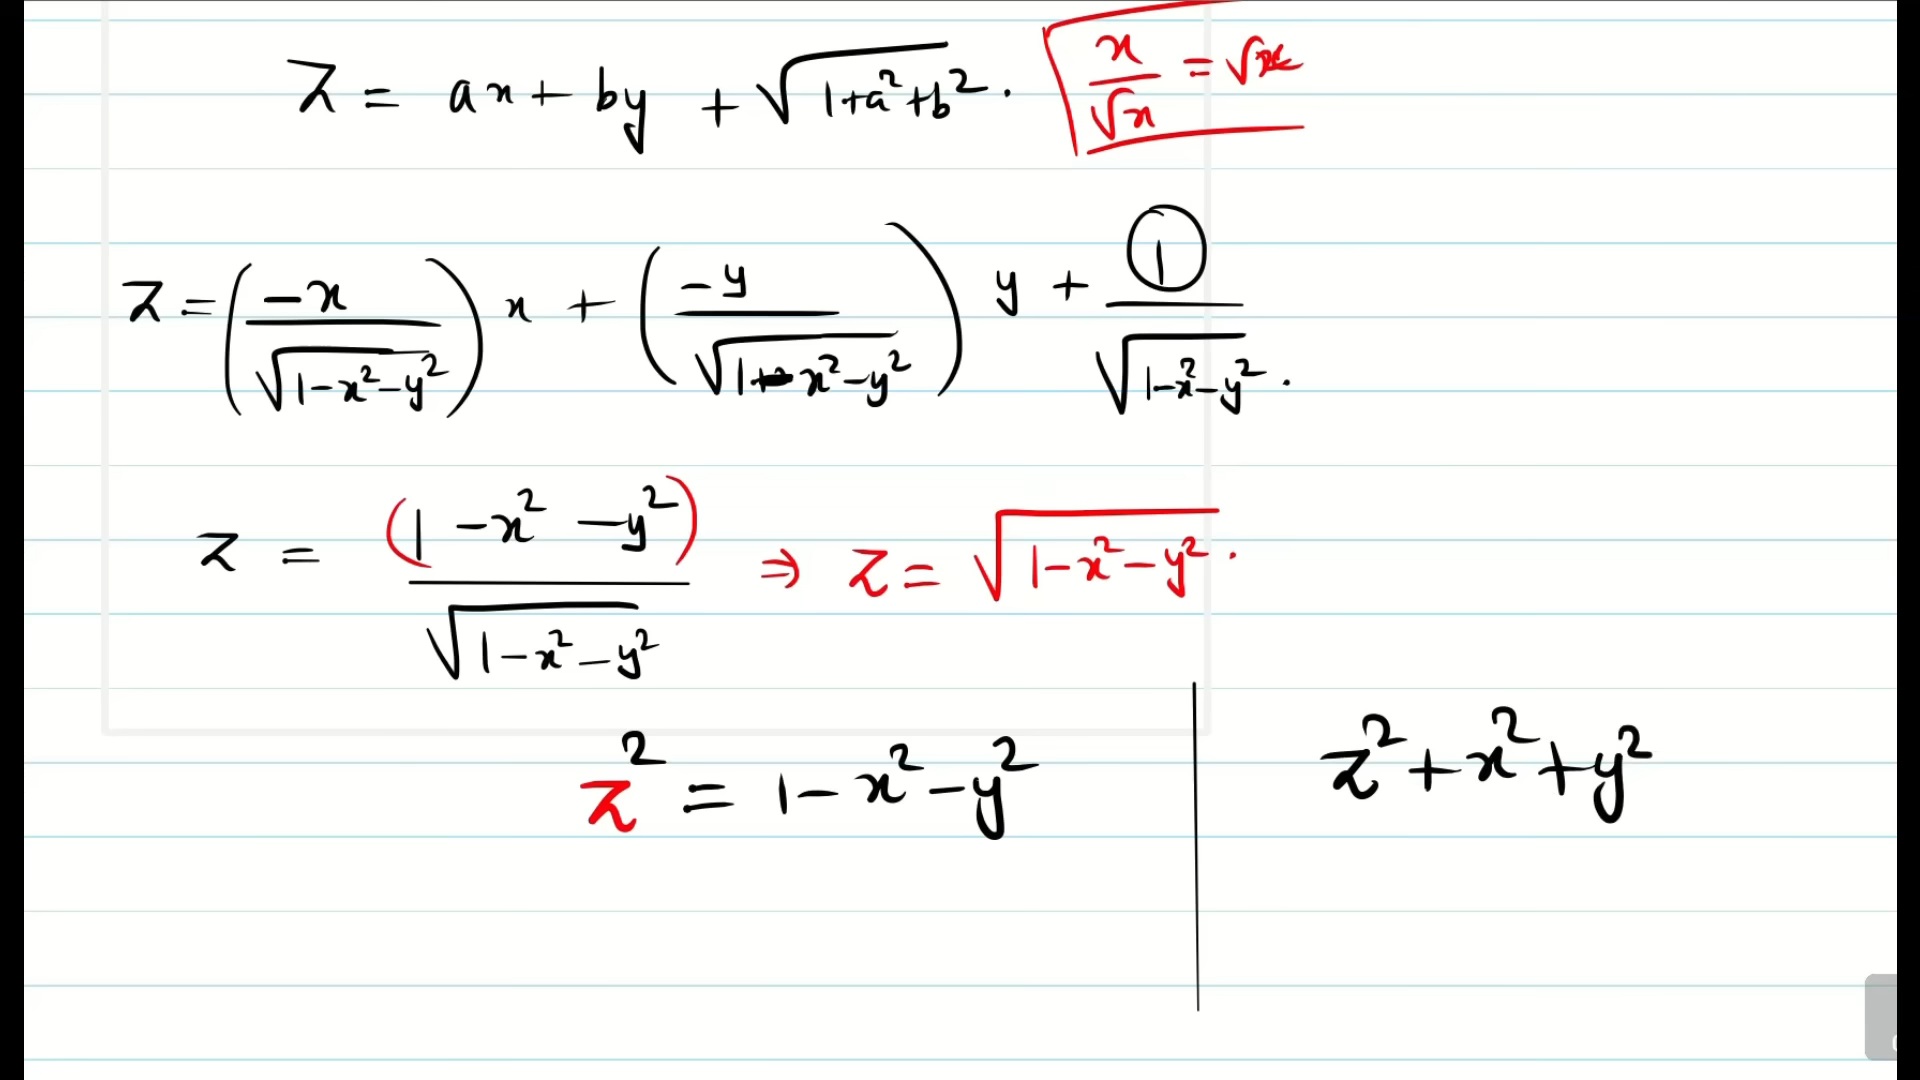 z = ax + by + √(1+a²+b²).
x/√x = √x
z = (-x/√(1-x²-y²)) x + (-y/√(1-x²-y²)) y + 1/√(1-x²-y²).
z = (1-x²-y²)/√(1-x²-y²) ⇒ z = √(1-x²-y²).
z² = 1-x²-y²
z²+x²+y²